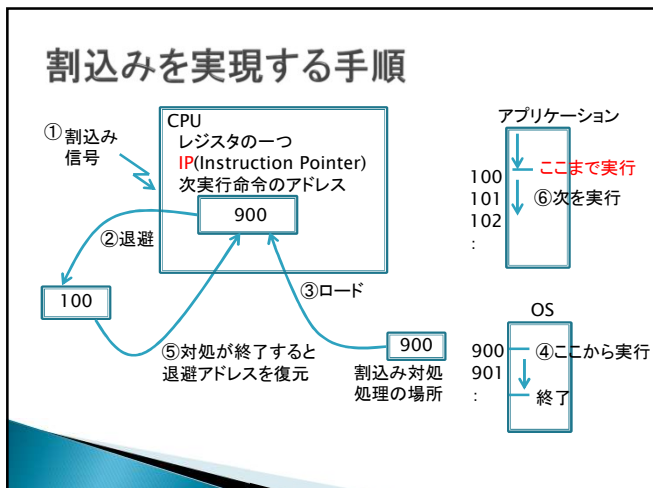 割込みを実現する手順
①割込み
信号
CPU
レジスタの一つ
IP(Instruction Pointer)
次実行命令のアドレス
900
②退避
100
③ロード
⑤対処が終了すると
退避アドレスを復元
900
割込み対処
処理の場所
アプリケーション
ここまで実行
100
101
⑥次を実行
102
:
OS
900
④ここから実行
901
:
終了